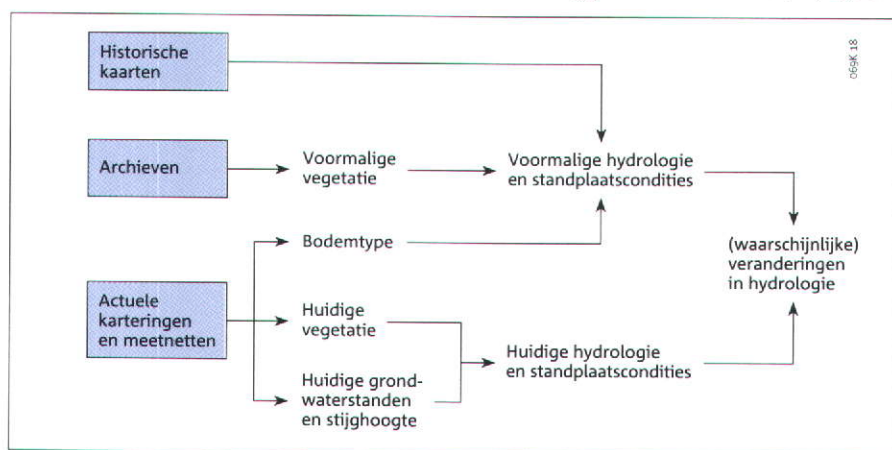 Historische
kaarten
069K 18
Archieven
Voormalige
vegetatie
Voormalige hydrologie
en standplaatscondities
Bodemtype
(waarschijnlijke)
veranderingen
in hydrologie
Actuele
karteringen
en meetnetten
Huidige
vegetatie
Huidige hydrologie
en standplaatscondities
Huidige grond-
waterstanden
en stijghoogte